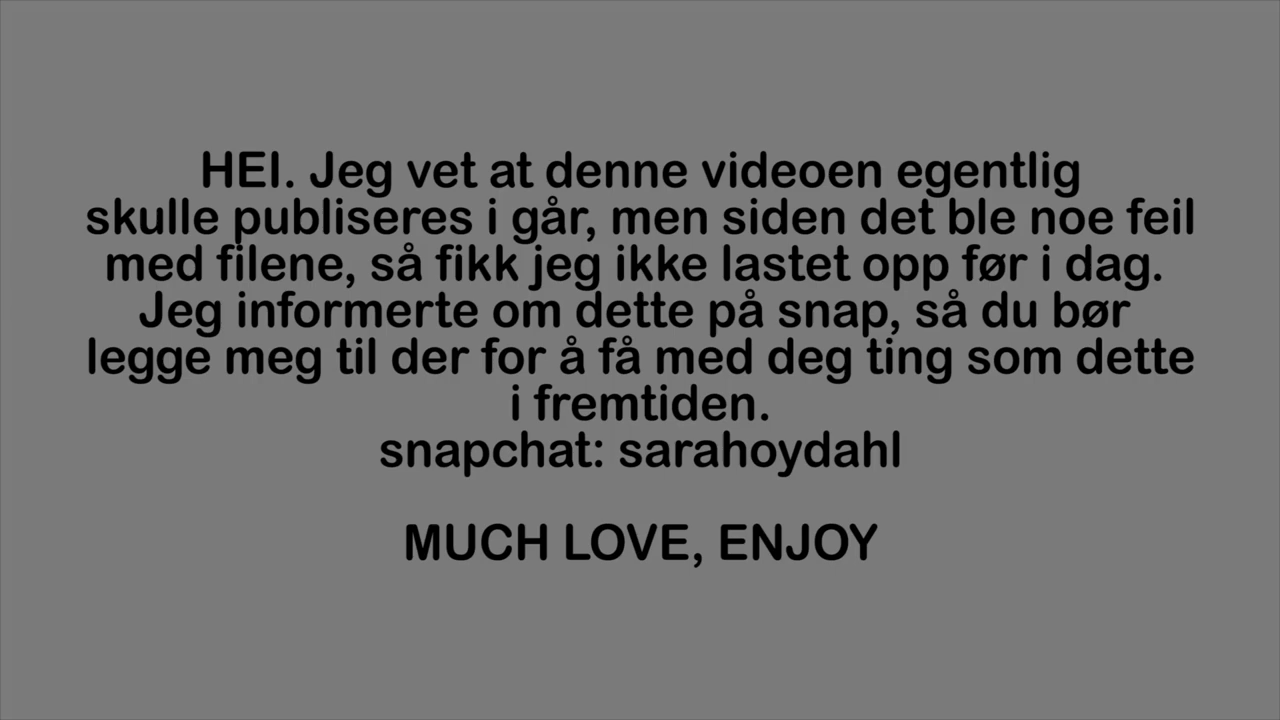 HEI. Jeg vet at denne videoen egentlig
skulle publiseres i går, men siden det ble noe feil
med filene, så fikk jeg ikke lastet opp før i dag.
Jeg informerte om dette på snap, så du bør
legge meg til der for å få med deg ting som dette
i fremtiden.
snapchat: sarahoydahl
MUCH LOVE, ENJOY